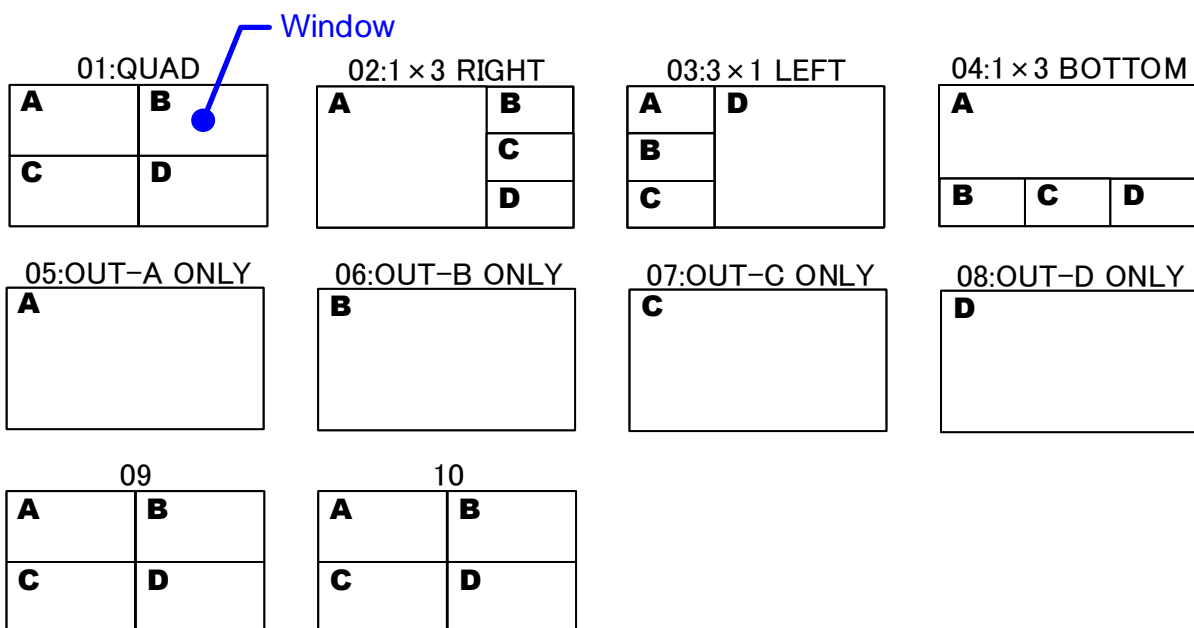 Window
01:QUAD 02:1×3 RIGHT 03:3×1 LEFT 04:1×3 BOTTOM
A B A B A D A
C B
C D D C B C D
05:OUT-A ONLY 06:OUT-B ONLY 07:OUT-C ONLY 08:OUT-D ONLY
A B C D
09 10
A B A B
C D C D